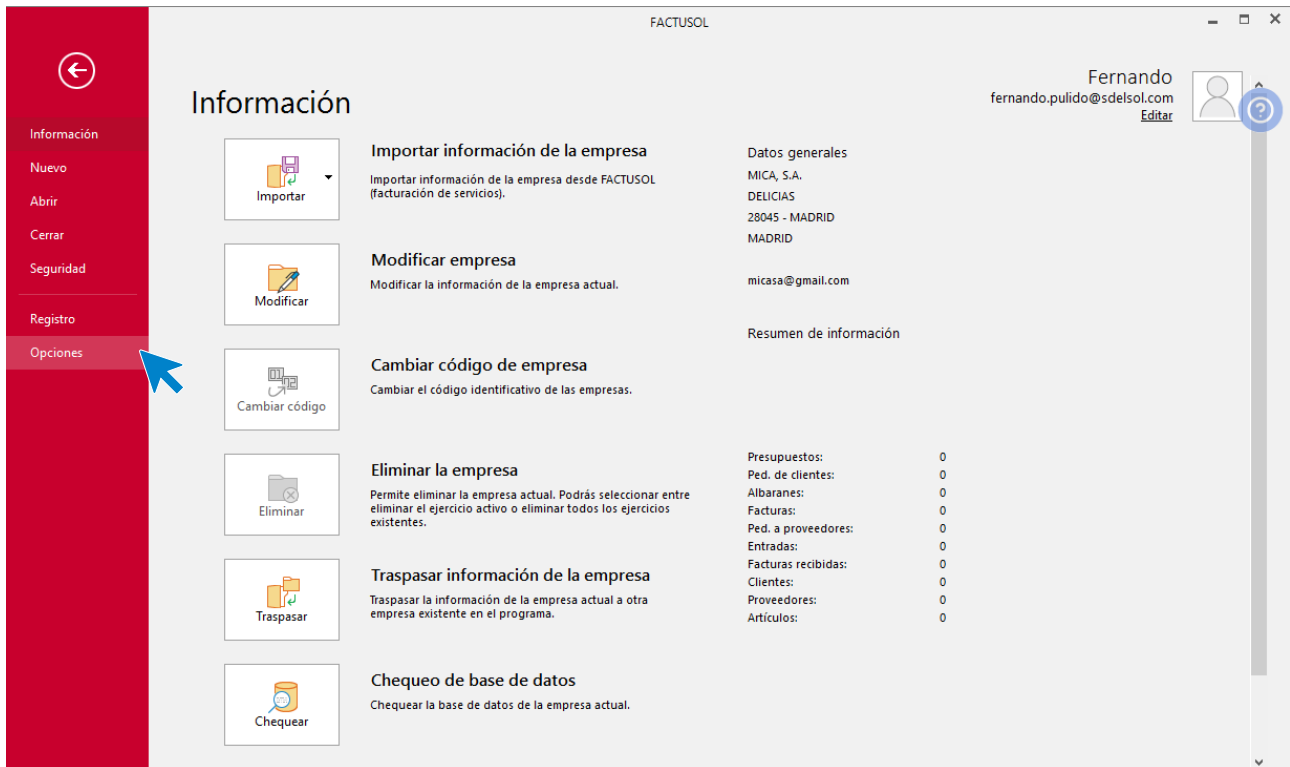 FACTUSOL
Información
Nuevo
Abrir
Cerrar
Seguridad
Registro
Opciones
Información
Fernando
fernando.pulido@sdelsol.com
Editar
Importar
Importar información de la empresa
Importar información de la empresa desde FACTUSOL
(facturación de servicios).
Modificar
Modificar empresa
Modificar la información de la empresa actual.
Cambiar código
Cambiar código de empresa
Cambiar el código identificativo de las empresas.
Eliminar
Eliminar la empresa
Permite eliminar la empresa actual. Podrás seleccionar entre
eliminar el ejercicio activo o eliminar todos los ejercicios
existentes.
Traspasar
Traspasar información de la empresa
Traspasar la información de la empresa actual a otra
empresa existente en el programa.
Chequear
Chequeo de base de datos
Chequear la base de datos de la empresa actual.
Datos generales
MICA, S.A.
DELICIAS
28045 - MADRID
MADRID
micasa@gmail.com
Resumen de información
Presupuestos: 0
Ped. de clientes: 0
Albaranes: 0
Facturas: 0
Ped. a proveedores: 0
Entradas: 0
Facturas recibidas: 0
Clientes: 0
Proveedores: 0
Artículos: 0